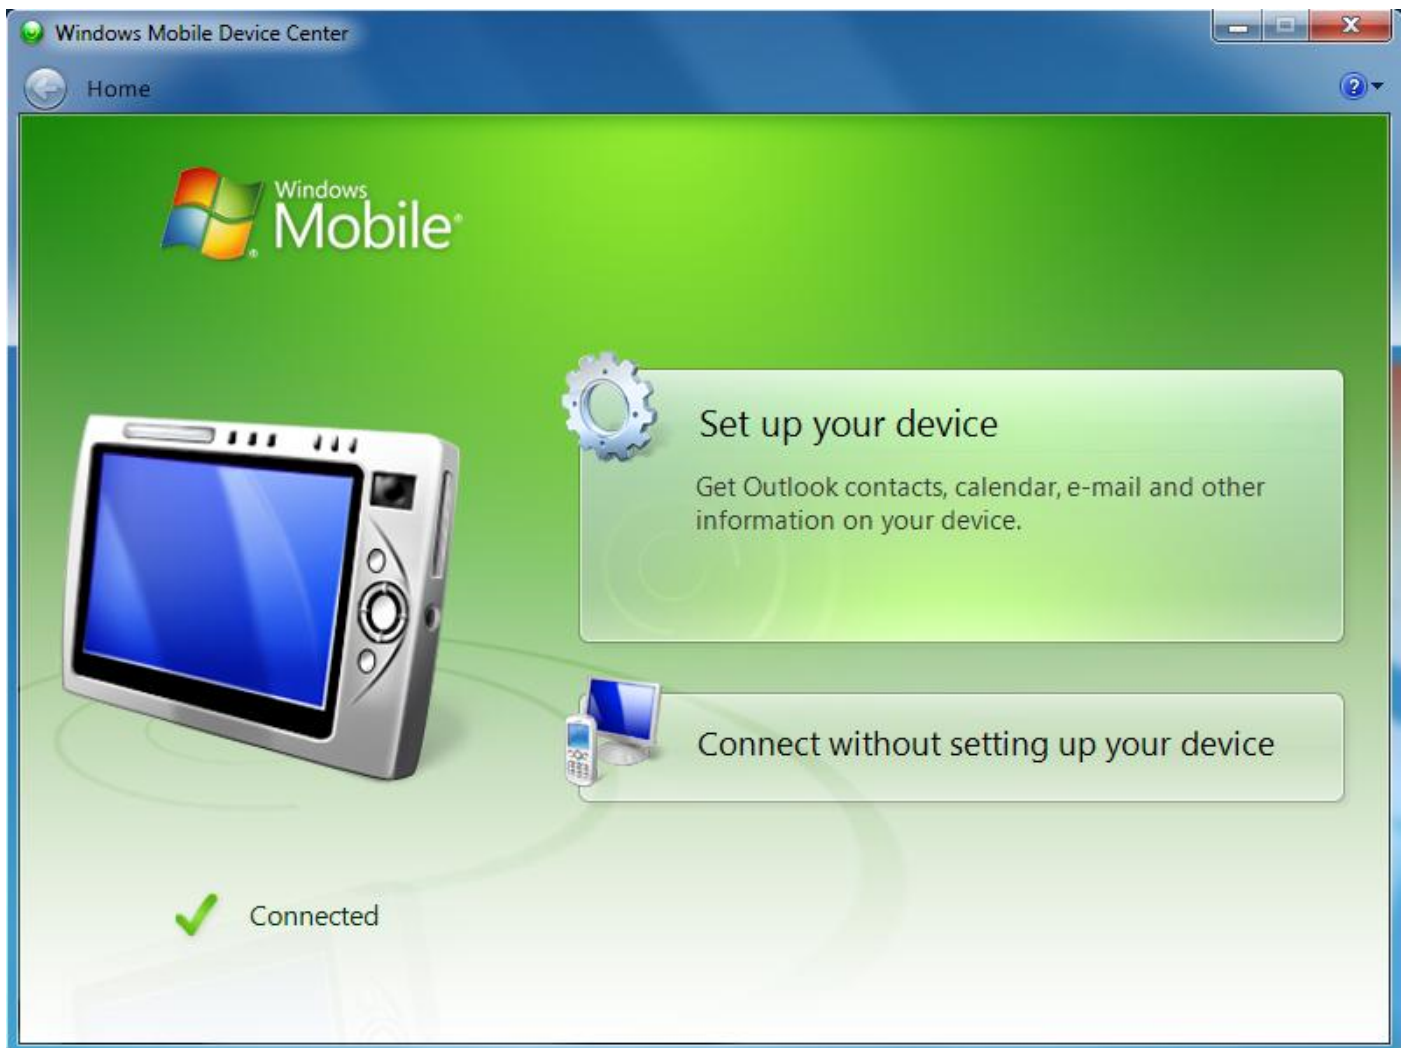 Windows Mobile Device Center
Home
Windows
Mobile®
Set up your device
Get Outlook contacts, calendar, e-mail and other
information on your device.
Connect without setting up your device
Connected